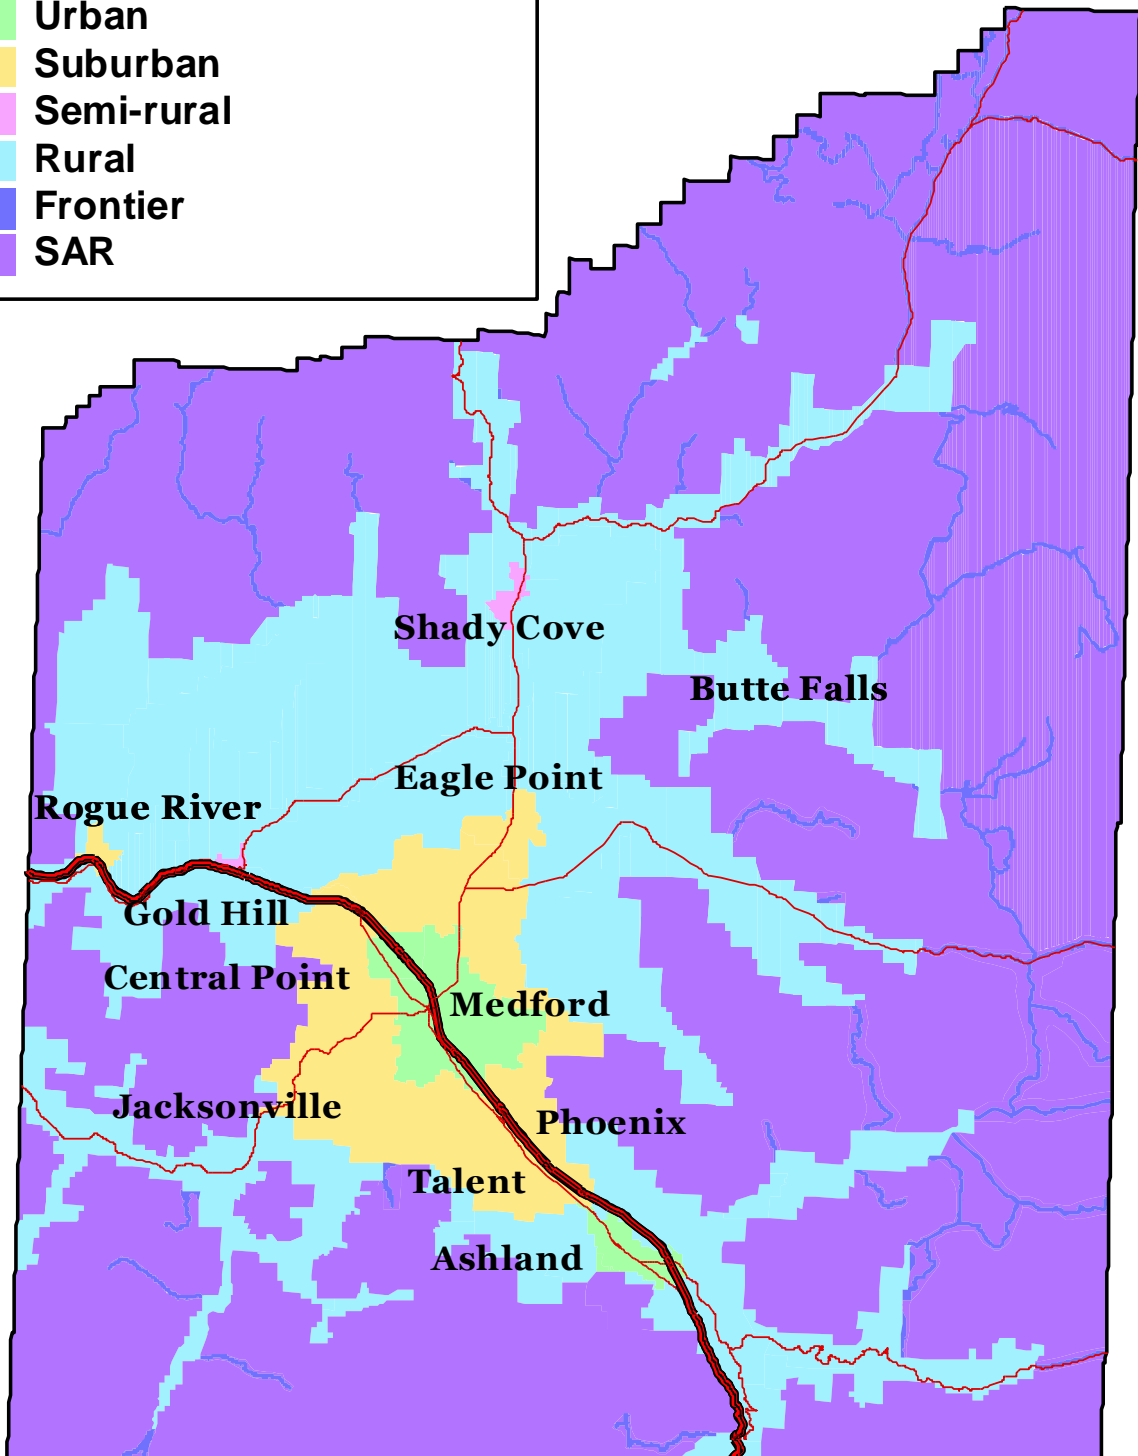 Urban
Suburban
Semi-rural
Rural
Frontier
SAR
Shady Cove
Butte Falls
Eagle Point
Rogue River
Gold Hill
Central Point
Medford
Jacksonville
Phoenix
Talent
Ashland